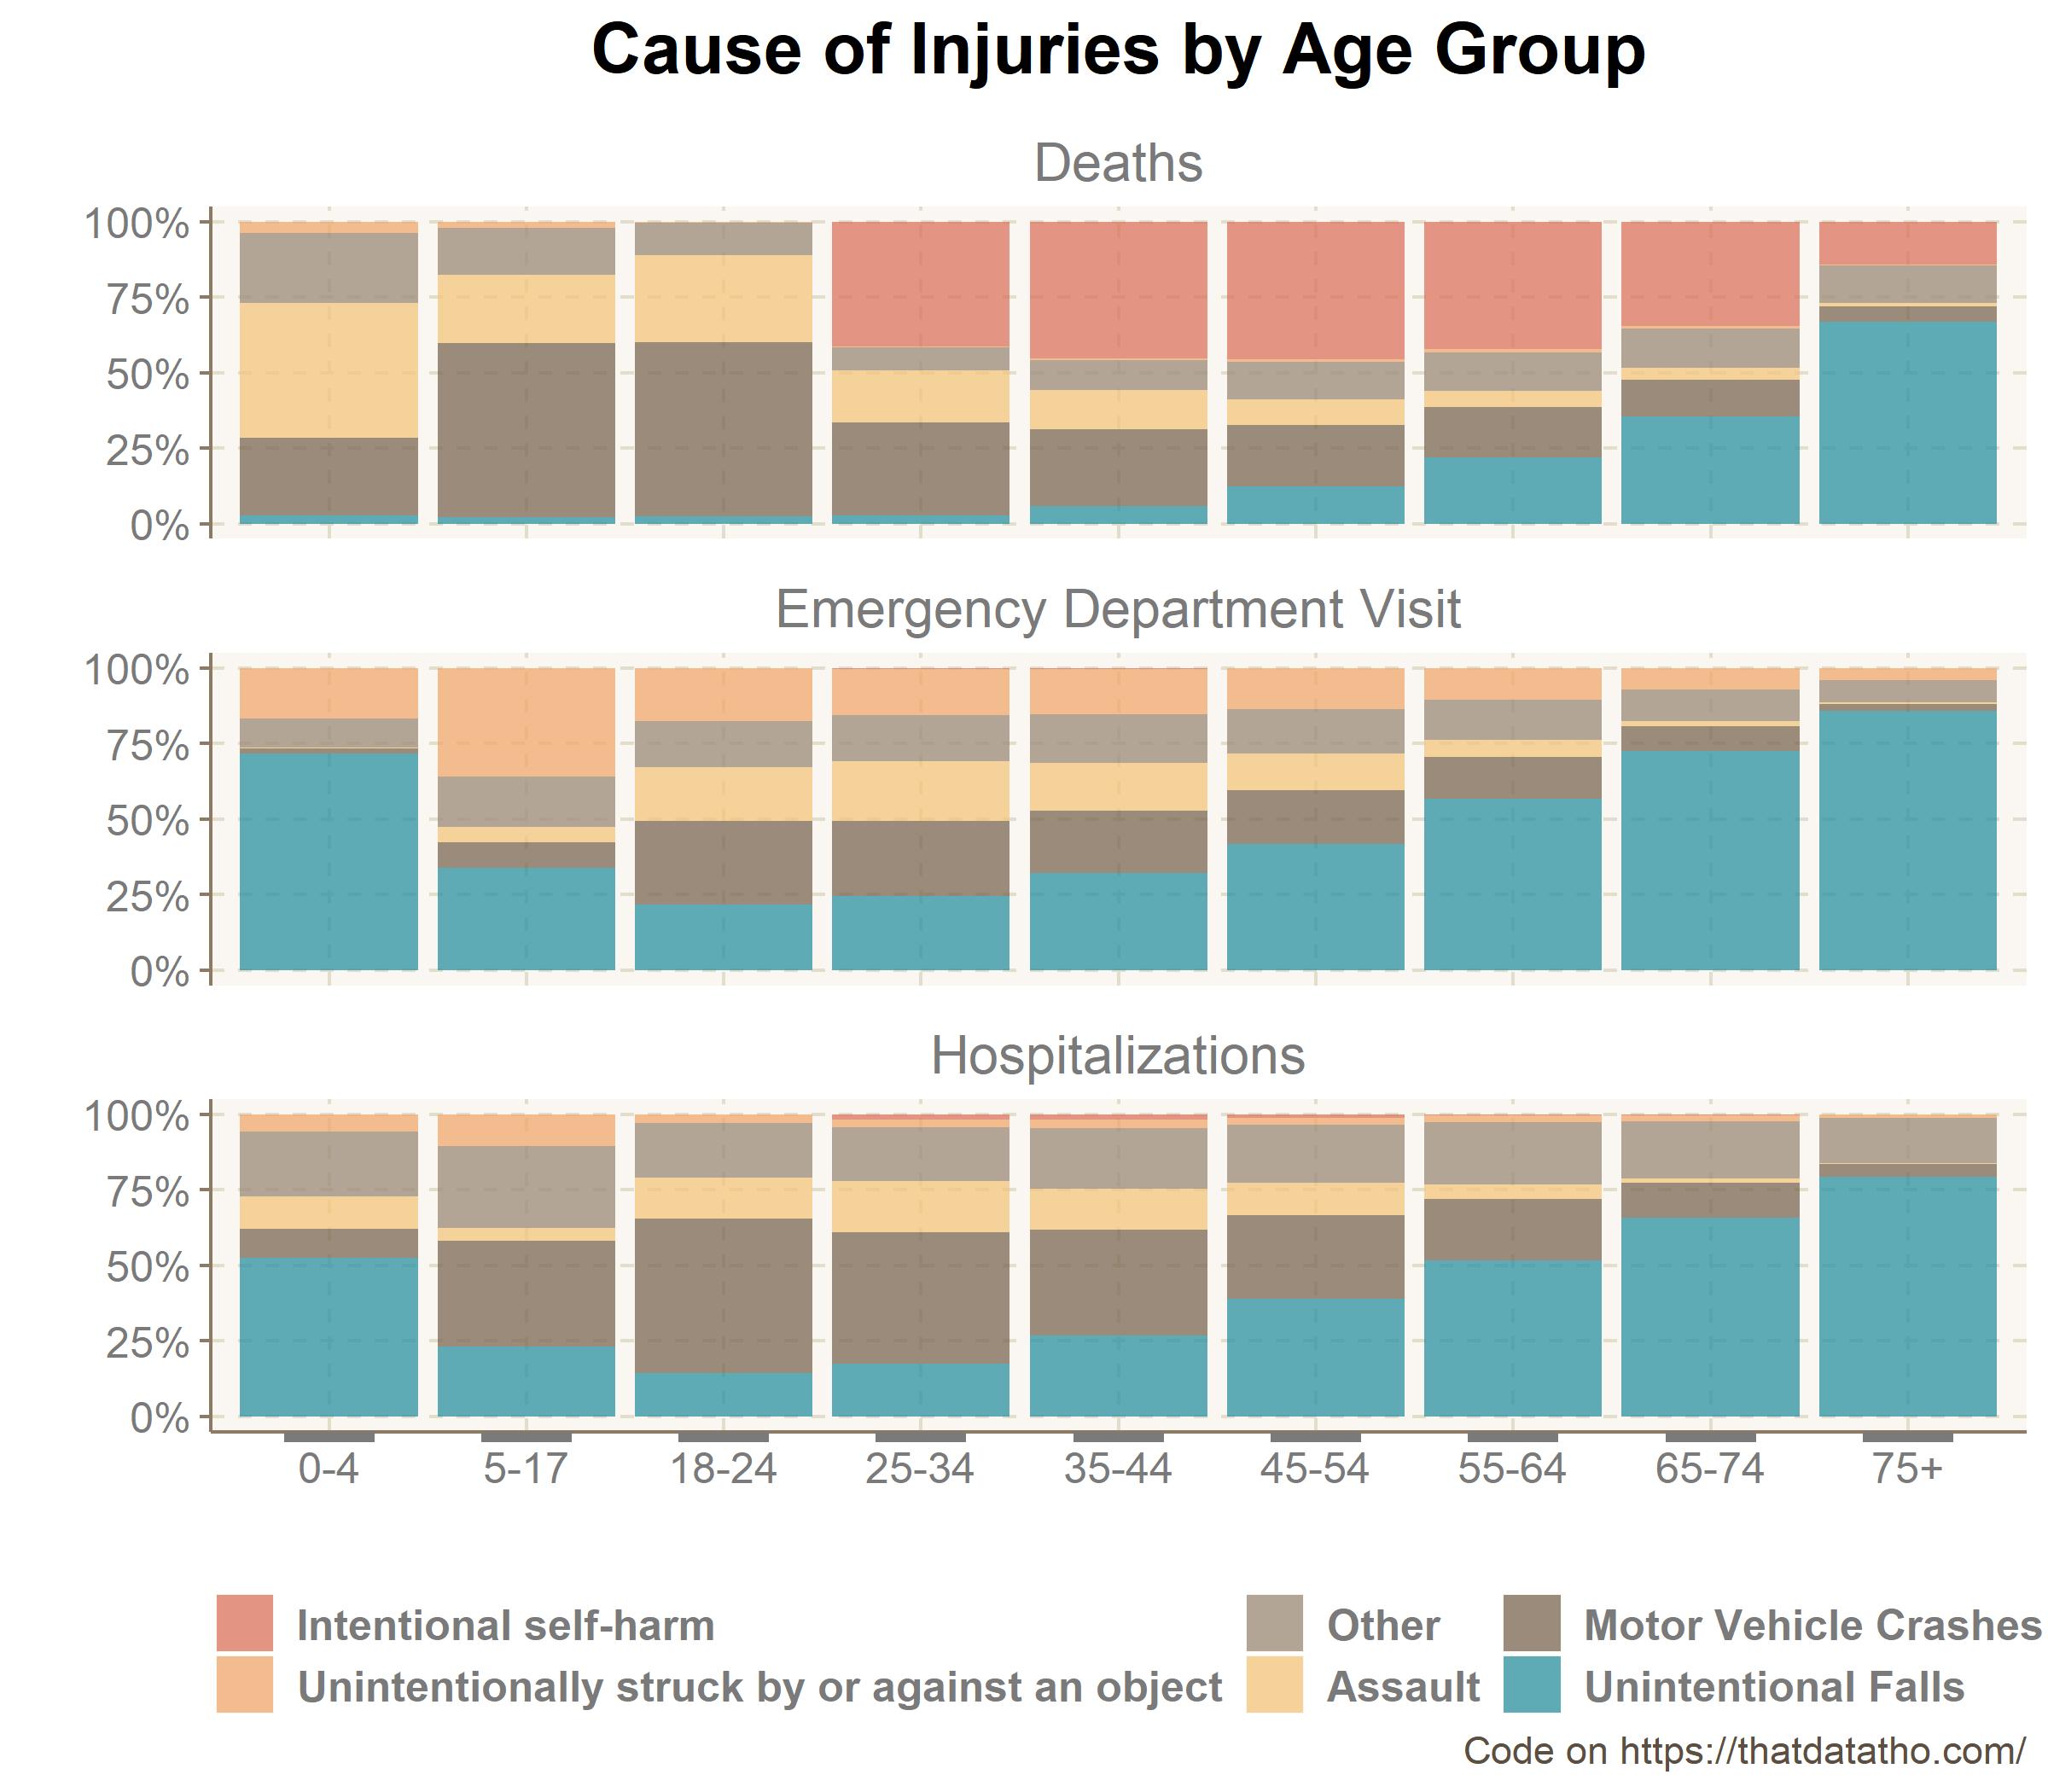 Cause of Injuries by Age Group
Deaths
100%
75%
50%
25%
0%
Emergency Department Visit
100%
75%
50%
25%
0%
Hospitalizations
100%
75%
50%
25%
0%
0-4 5-17 18-24 25-34 35-44 45-54 55-64 65-74 75+
Intentional self-harm Other Motor Vehicle Crashes
Unintentionally struck by or against an object Assault Unintentional Falls
Code on https://thatdatatho.com/